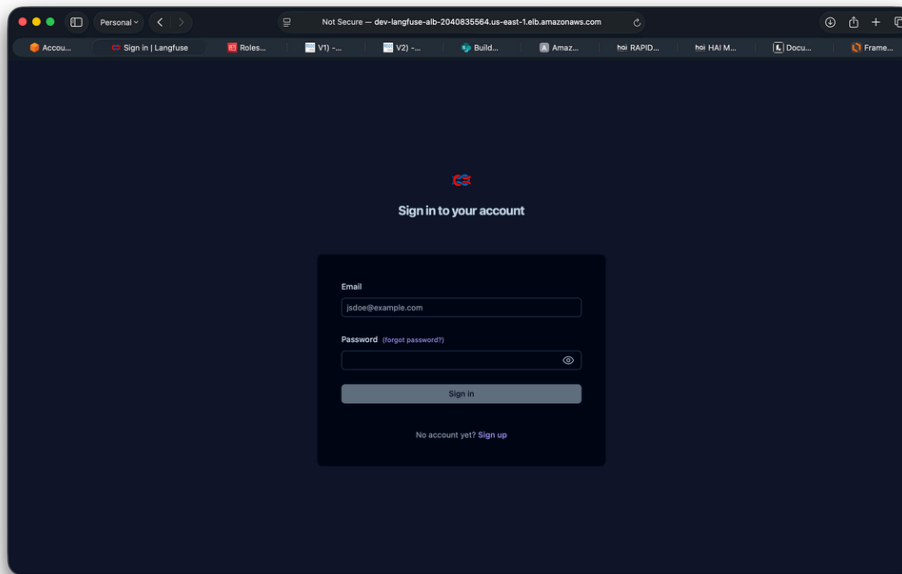 Personal
Not Secure — dev-langfuse-alb-2040835564.us-east-1.elb.amazonaws.com
Accou... Sign in | Langfuse Roles... V1) -... V2) -... Build... Amaz... hai RAPID... hai HAI M... Docu... Frame...
Sign in to your account
Email
jsdoe@example.com
Password (forgot password?)
Sign in
No account yet? Sign up